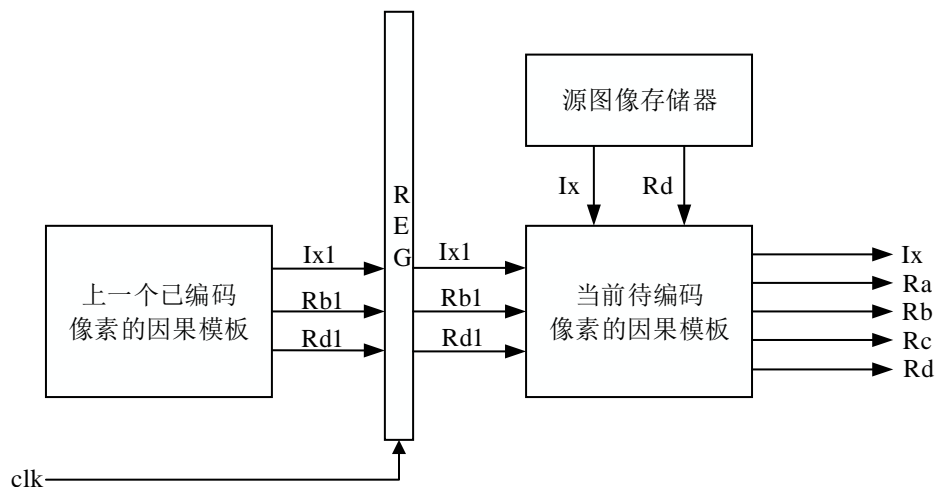 源图像存储器
Ix
Rd
R
E
G
上一个已编码
像素的因果模板
Ix1
Rb1
Rd1
Ix1
Rb1
Rd1
当前待编码
像素的因果模板
Ix
Ra
Rb
Rc
Rd
clk